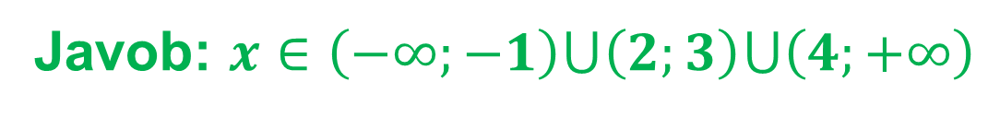 Javob: x ∈ (−∞; −1)⋃(2; 3)⋃(4; +∞)